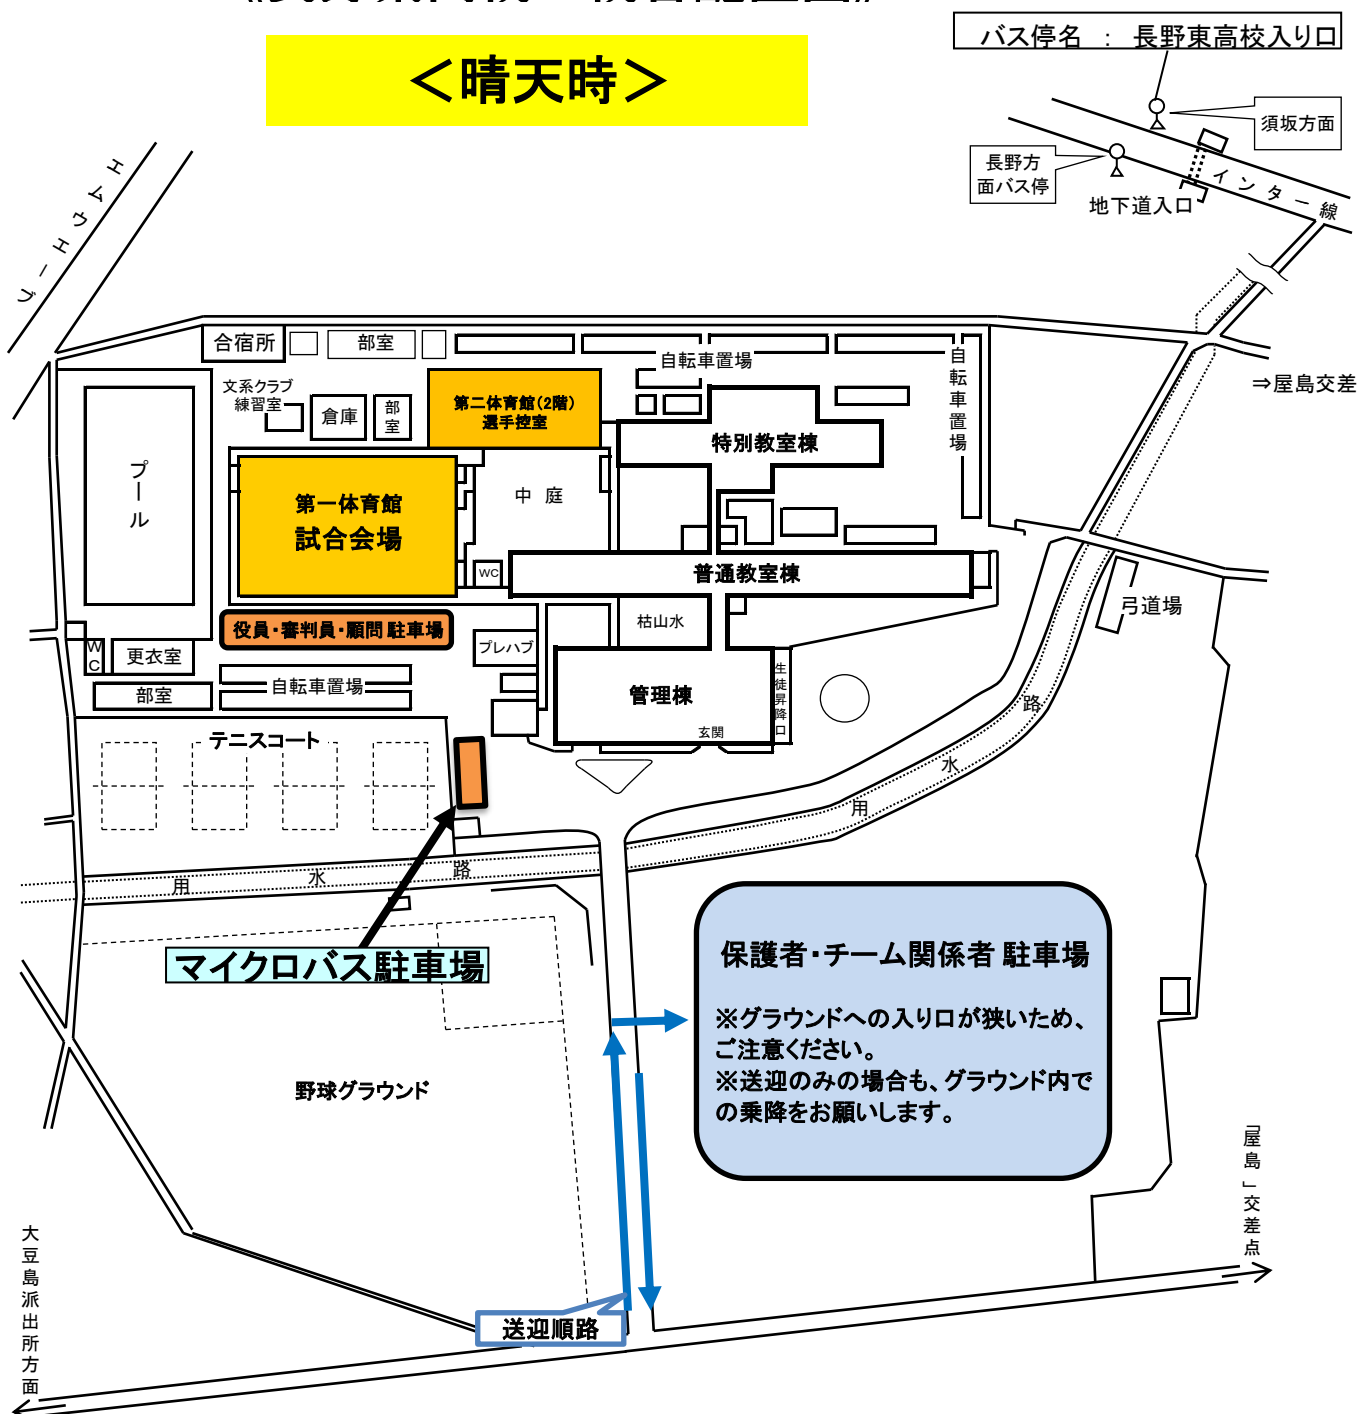 ＜晴天時＞
バス停名　：　長野東高校入り口
須坂方面
長野方
面バス停
地下道入口
インター線
エムウエーブ
⇒屋島交差
合宿所
部室
自転車置場
自転車置場
文系クラブ
練習室
倉庫
部室
第二体育館(2階)
選手控室
特別教室棟
プール
第一体育館
試合会場
中 庭
WC
普通教室棟
弓道場
役員・審判員・顧問 駐車場
枯山水
プレハブ
WC
更衣室
部室
自転車置場
管理棟
玄関
生徒昇降口
テニスコート
用水路
用水路
マイクロバス駐車場
保護者・チーム関係者 駐車場
※グラウンドへの入り口が狭いため、
ご注意ください。
※送迎のみの場合も、グラウンド内で
の乗降をお願いします。
野球グラウンド
「屋島」交差点
大豆島派出所方面
送迎順路